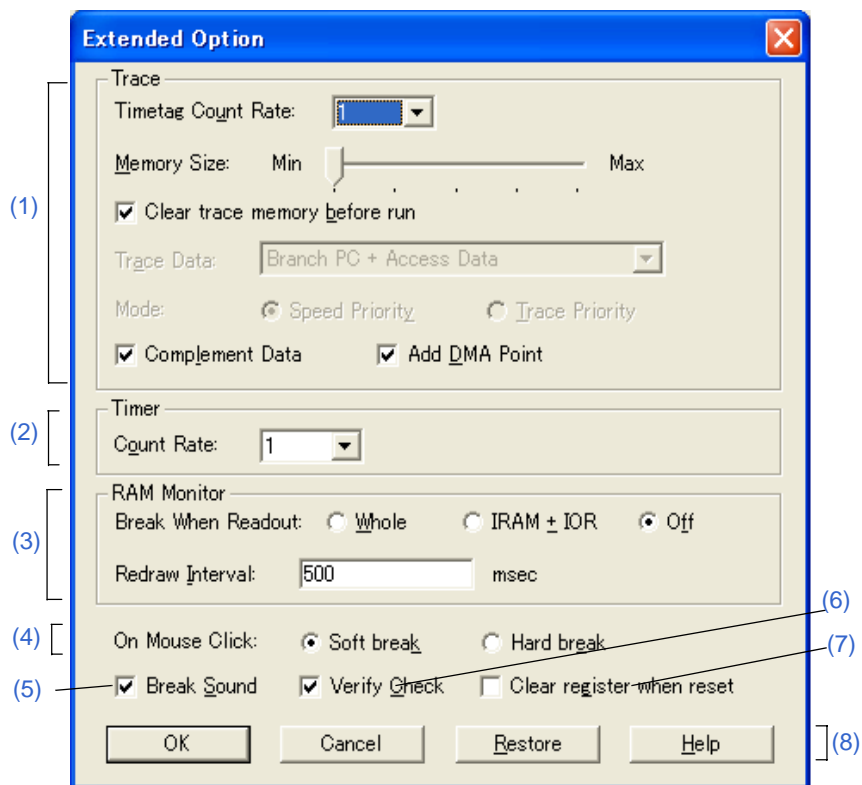 Extended Option
Trace
Timetag Count Rate: 1
Memory Size: Min Max
(1)
Clear trace memory before run
Trace Data: Branch PC + Access Data
Mode: Speed Priority Trace Priority
Complement Data Add DMA Point
Timer
(2)
Count Rate: 1
RAM Monitor
Break When Readout: Whole IRAM + IOR Off
(3)
Redraw Interval: 500 msec
(6)
(4) On Mouse Click: Soft break Hard break
(7)
(5) Break Sound Verify Check Clear register when reset
OK Cancel Restore Help (8)